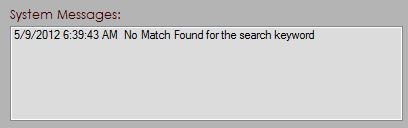 System Messages:
5/9/2012 6:39:43 AM  No Match Found for the search keyword